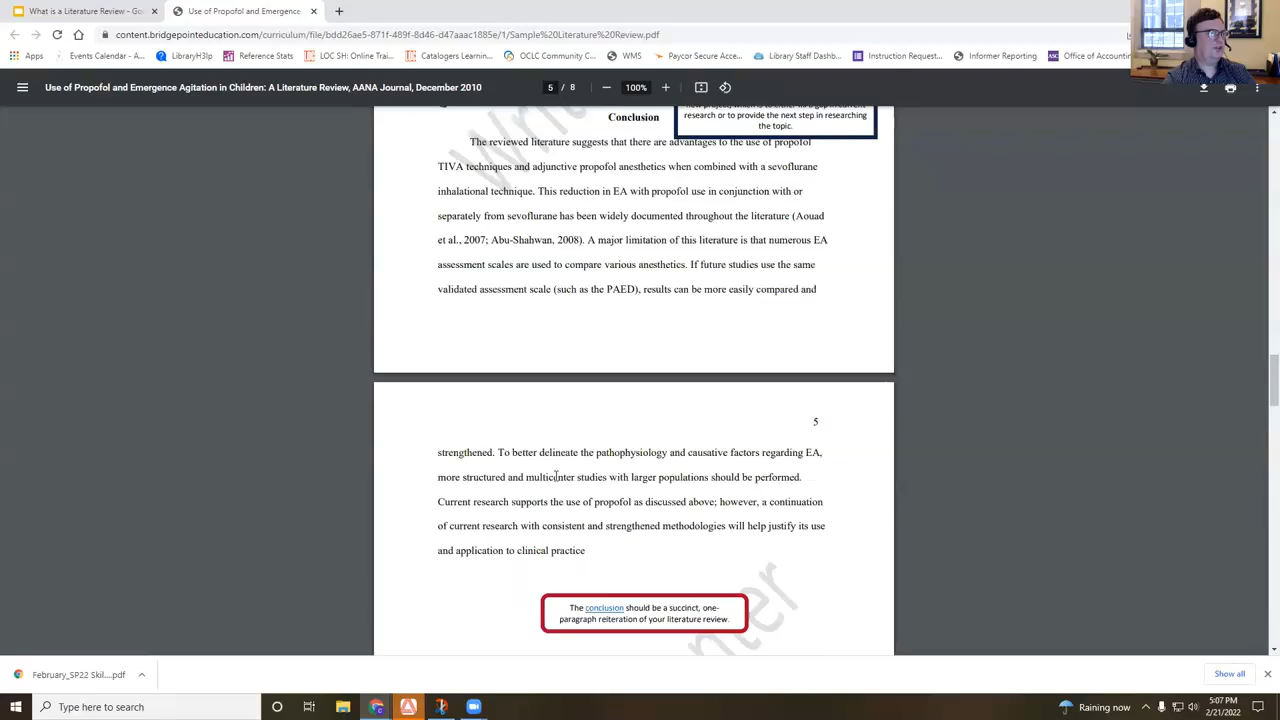 What is a Literature Review - Go
Use of Propofol and Emergence
content.bridgepointeducation.com/curriculum/file/bdd26ae5-871f-489f-8d46-d47aabc1885e/1/Sample%20Literature%20Review.pdf
Apps
Events Calendar - A...
LibraryH3lp
Reference Stats
LOC SH: Online Trai...
Catalogers Learnin...
OCLC Community C...
WMS
Paycor Secure Acce...
Library Staff Dashb...
Instruction Request...
Informer Reporting
Office of Accountin
Use of Propofol and Emergence Agitation in Children: A Literature Review, AANA Journal, December 2010
5 / 8
100%
research or to provide the next step in researching
the topic.
Conclusion
The reviewed literature suggests that there are advantages to the use of propofol
TIVA techniques and adjunctive propofol anesthetics when combined with a sevoflurane
inhalational technique. This reduction in EA with propofol use in conjunction with or
separately from sevoflurane has been widely documented throughout the literature (Aouad
et al., 2007; Abu-Shahwan, 2008). A major limitation of this literature is that numerous EA
assessment scales are used to compare various anesthetics. If future studies use the same
validated assessment scale (such as the PAED), results can be more easily compared and
5
strengthened. To better delineate the pathophysiology and causative factors regarding EA,
more structured and multicenter studies with larger populations should be performed.
Current research supports the use of propofol as discussed above; however, a continuation
of current research with consistent and strengthened methodologies will help justify its use
and application to clinical practice
The conclusion should be a succinct, one-
paragraph reiteration of your literature review.
February_SP22 Skil....pdf
Show all
Type here to search
Raining now
5:07 PM
2/21/2022